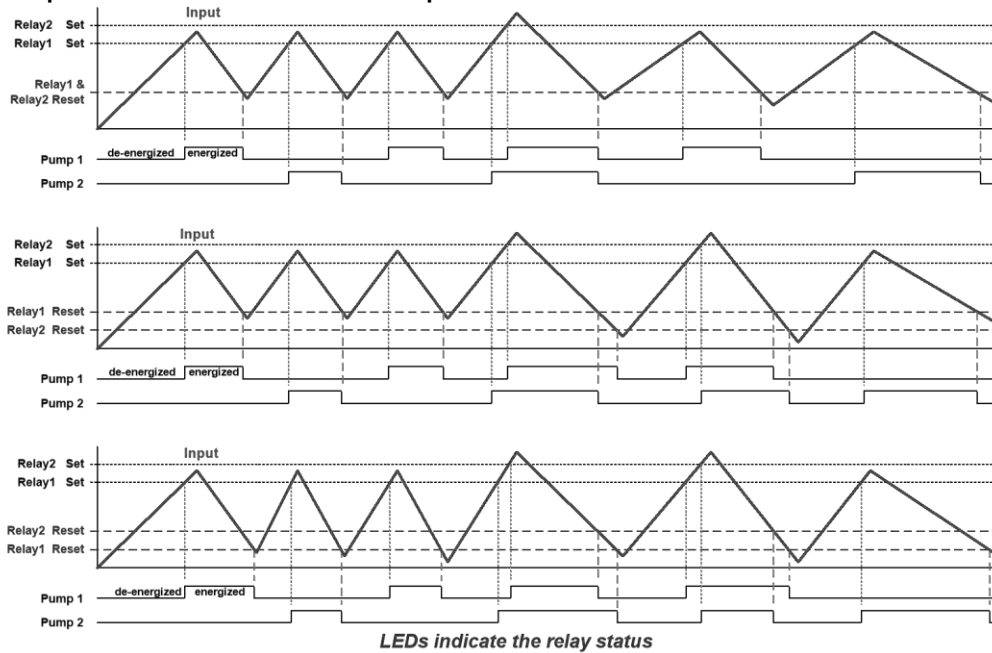 Input
Relay2 Set
Relay1 Set
Relay1 &
Relay2 Reset
de-energized energized
Pump 1
Pump 2
Input
Relay2 Set
Relay1 Set
Relay1 Reset
Relay2 Reset
de-energized energized
Pump 1
Pump 2
Input
Relay2 Set
Relay1 Set
Relay2 Reset
Relay1 Reset
de-energized energized
Pump 1
Pump 2
LEDs indicate the relay status